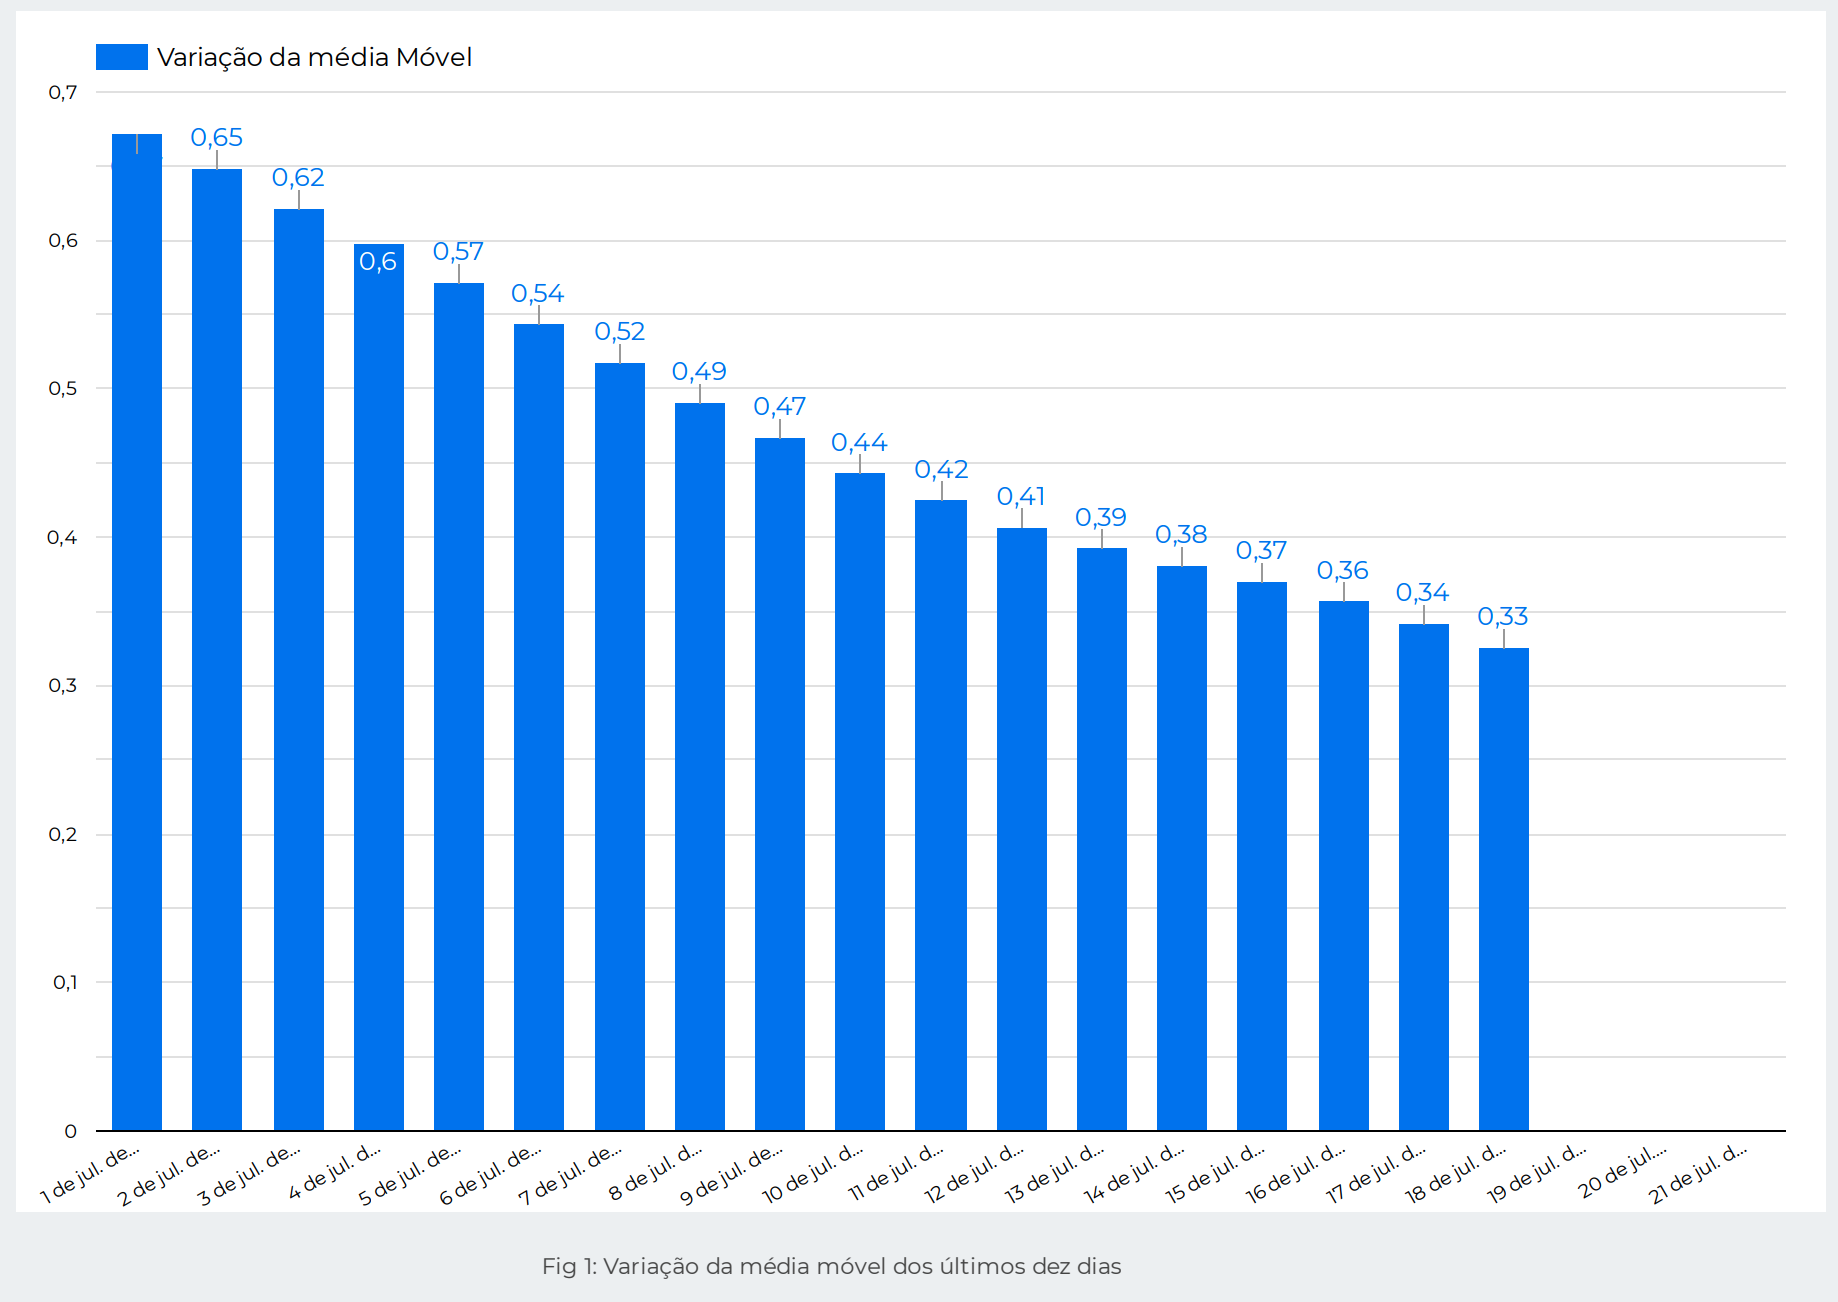 Variação da média Móvel
0,7
0,6
0,5
0,4
0,3
0,2
0,1
0
0,65
0,62
0,6
0,57
0,54
0,52
0,49
0,47
0,44
0,42
0,41
0,39
0,38
0,37
0,36
0,34
0,33
1 de jul. de...
2 de jul. de...
3 de jul. de...
4 de jul. d...
5 de jul. de...
6 de jul. de...
7 de jul. de...
8 de jul. d...
9 de jul. de...
10 de jul. d...
11 de jul. d...
12 de jul. d...
13 de jul. d...
14 de jul. d...
15 de jul. d...
16 de jul. d...
17 de jul. d...
18 de jul. d...
19 de jul. d...
20 de jul....
21 de jul. d...
Fig 1: Variação da média móvel dos últimos dez dias